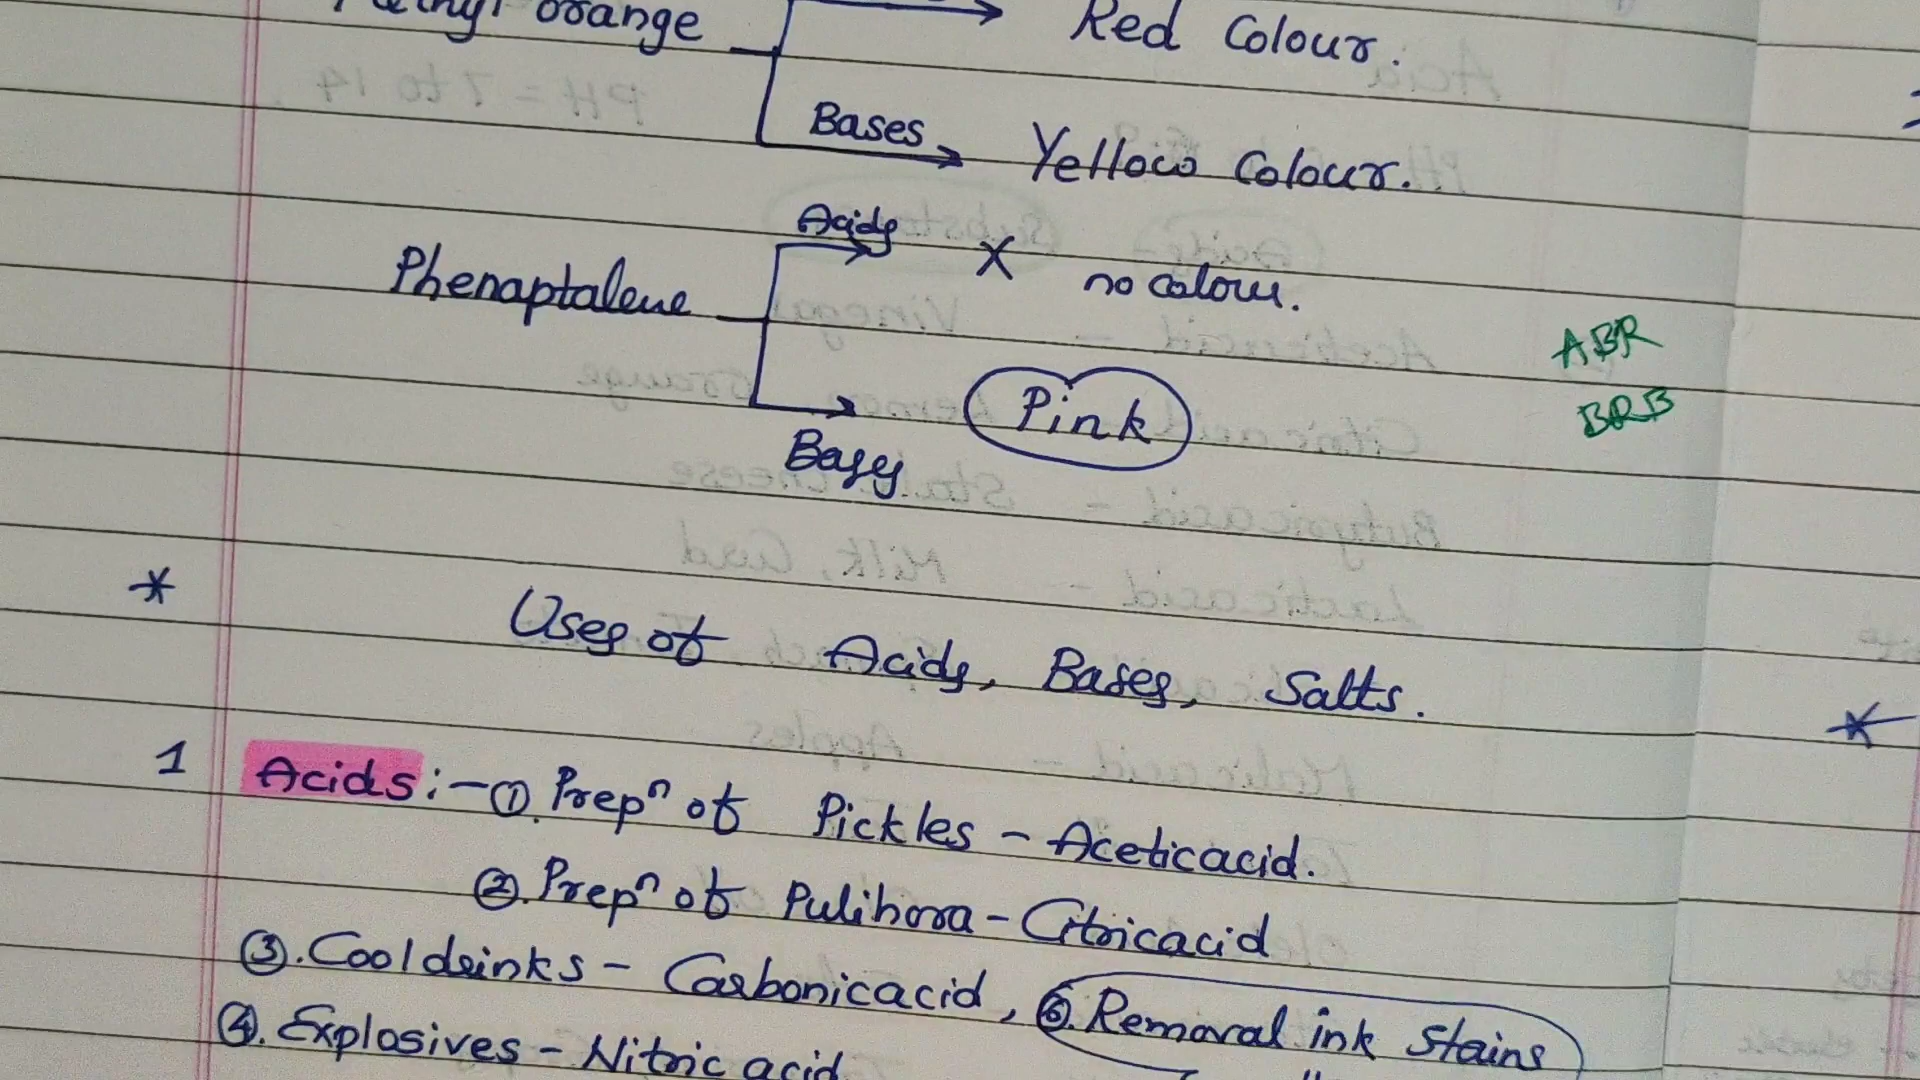 Methyl orange
Red Colour.
Bases
Yellow Colour.
Acids
X no colour.
Phenaptalene
ABR
Pink
BRB
Bases
* Uses of Acids, Bases, Salts.
1 Acids:- ①. Prepⁿ of Pickles - Aceticacid.
②. Prepⁿ of Pulihora - Citricacid
③. Cooldrinks - Carbonicacid, ⑥. Removal ink Stains
④. Explosives - Nitric acid